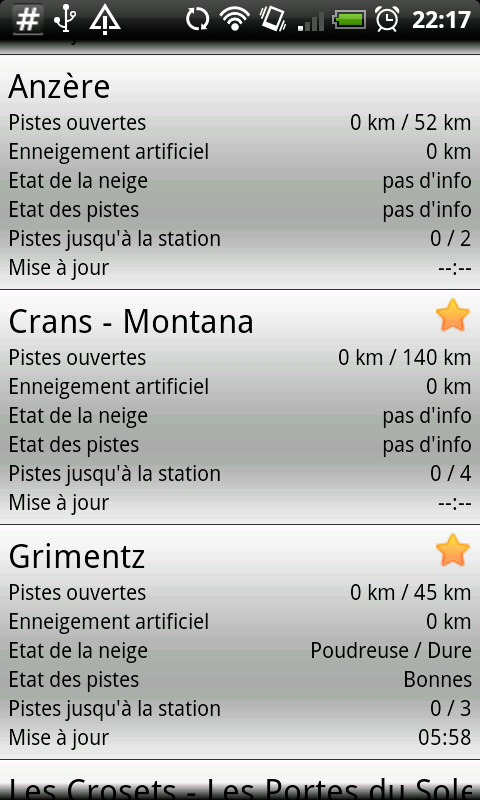 22:17
Anzère
Pistes ouvertes 0 km / 52 km
Enneigement artificiel 0 km
Etat de la neige pas d'info
Etat des pistes pas d'info
Pistes jusqu'à la station 0 / 2
Mise à jour --:--
Crans - Montana
Pistes ouvertes 0 km / 140 km
Enneigement artificiel 0 km
Etat de la neige pas d'info
Etat des pistes pas d'info
Pistes jusqu'à la station 0 / 4
Mise à jour --:--
Grimentz
Pistes ouvertes 0 km / 45 km
Enneigement artificiel 0 km
Etat de la neige Poudreuse / Dure
Etat des pistes Bonnes
Pistes jusqu'à la station 0 / 3
Mise à jour 05:58
Les Crosets - Les Portes du Sole